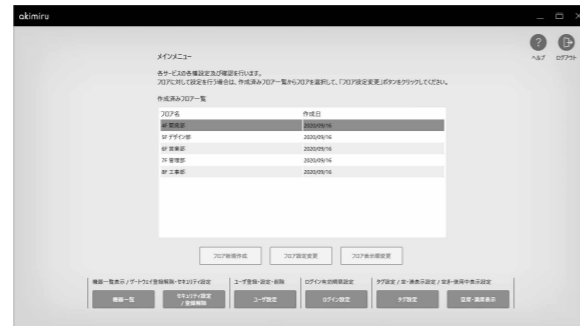 akimiru
ヘルプ
ログアウト
メインメニュー
各サービスの各種設定及び確認を行います。
フロアに対して設定を行う場合は、作成済みフロア一覧からフロアを選択して、「フロア設定変更」ボタンをクリックしてください。
作成済みフロア一覧
フロア名 作成日
4F 開発部 2020/09/16
5F デザイン部 2020/09/16
6F 営業部 2020/09/16
7F 管理部 2020/09/16
8F 工事部 2020/09/16
フロア新規作成 フロア設定変更 フロア表示順変更
機器一覧表示 / ゲートウェイ登録解除・セキュリティ設定 ユーザ登録・設定・削除 ログイン有効期限設定 タグ設定 / 空・満表示設定 / 空き・使用中表示設定
機器一覧 セキュリティ設定 / 登録解除 ユーザ設定 ログイン設定 タグ設定 空席・満席表示